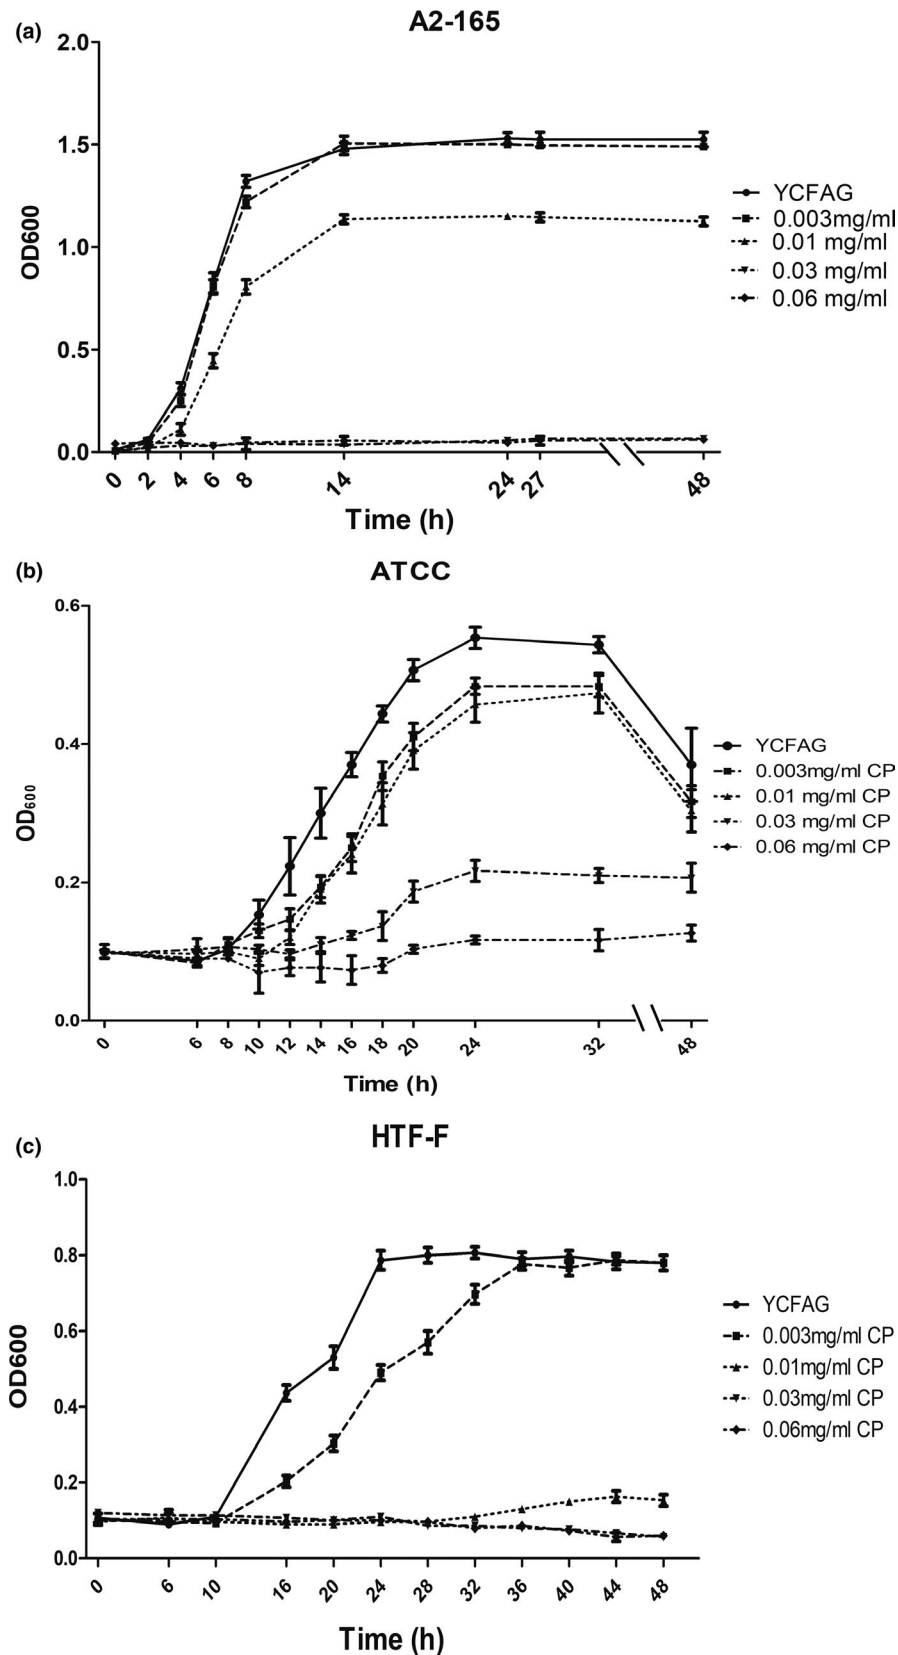 (a)
A2-165
2.0
1.5
1.0
0.5
0.0
OD600
0 2 4 6 8 14 24 27 48
Time (h)
YCFAG
0.003mg/ml
0.01 mg/ml
0.03 mg/ml
0.06 mg/ml
(b)
ATCC
0.6
0.4
0.2
0.0
OD600
0 6 8 10 12 14 16 18 20 24 32 48
Time (h)
YCFAG
0.003mg/ml CP
0.01 mg/ml CP
0.03 mg/ml CP
0.06 mg/ml CP
(c)
HTF-F
1.0
0.8
0.6
0.4
0.2
0.0
OD600
0 6 10 16 20 24 28 32 36 40 44 48
Time (h)
YCFAG
0.003mg/ml CP
0.01mg/ml CP
0.03mg/ml CP
0.06mg/ml CP